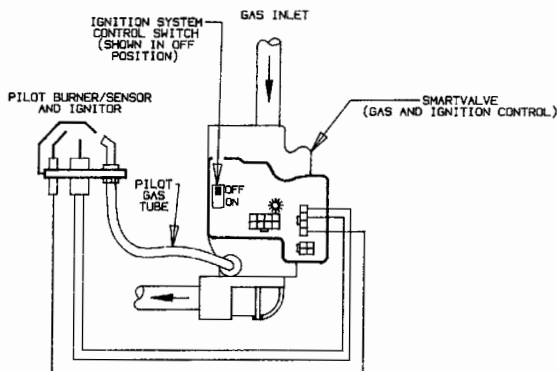 IGNITION SYSTEM
CONTROL SWITCH
(SHOWN IN OFF
POSITION)
GAS INLET
PILOT BURNER/SENSOR
AND IGNITOR
SMARTVALVE
(GAS AND IGNITION CONTROL)
PILOT
GAS
TUBE
OFF
ON